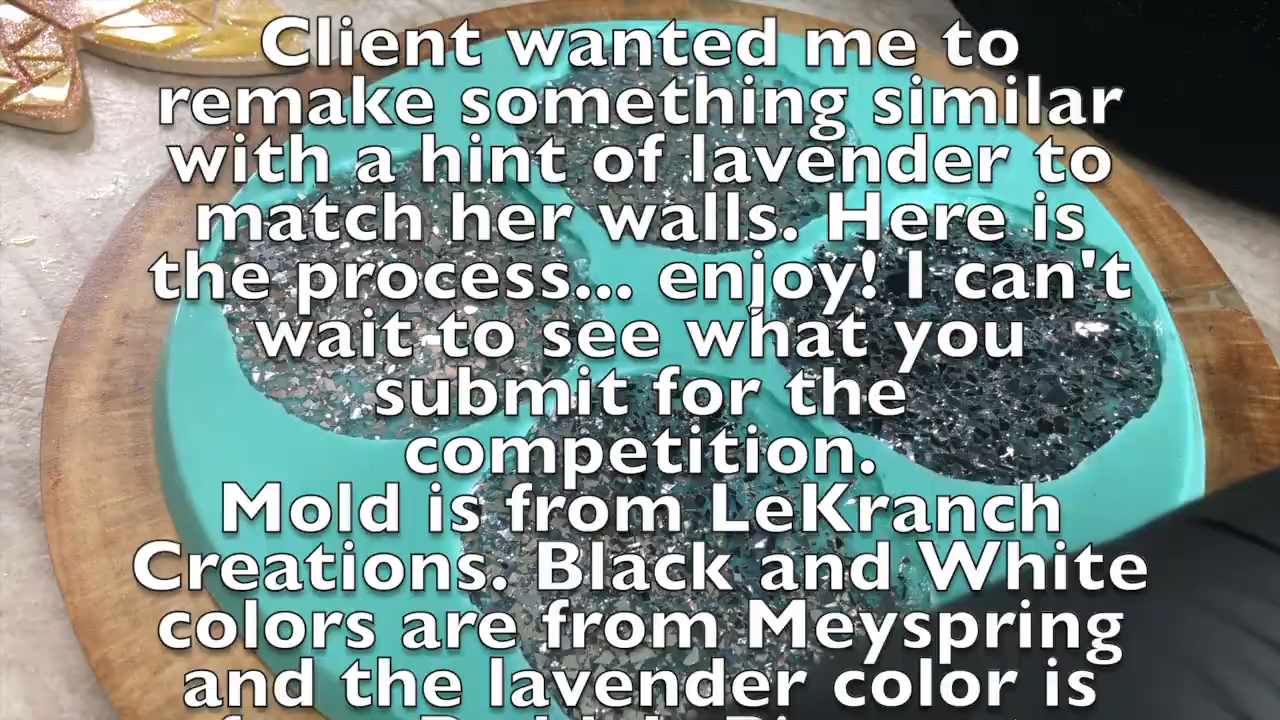 Client wanted me to
remake something similar
with a hint of lavender to
match her walls. Here is
the process... enjoy! I can't
wait to see what you
submit for the
competition.
Mold is from LeKranch
Creations. Black and White
colors are from Meyspring
and the lavender color is